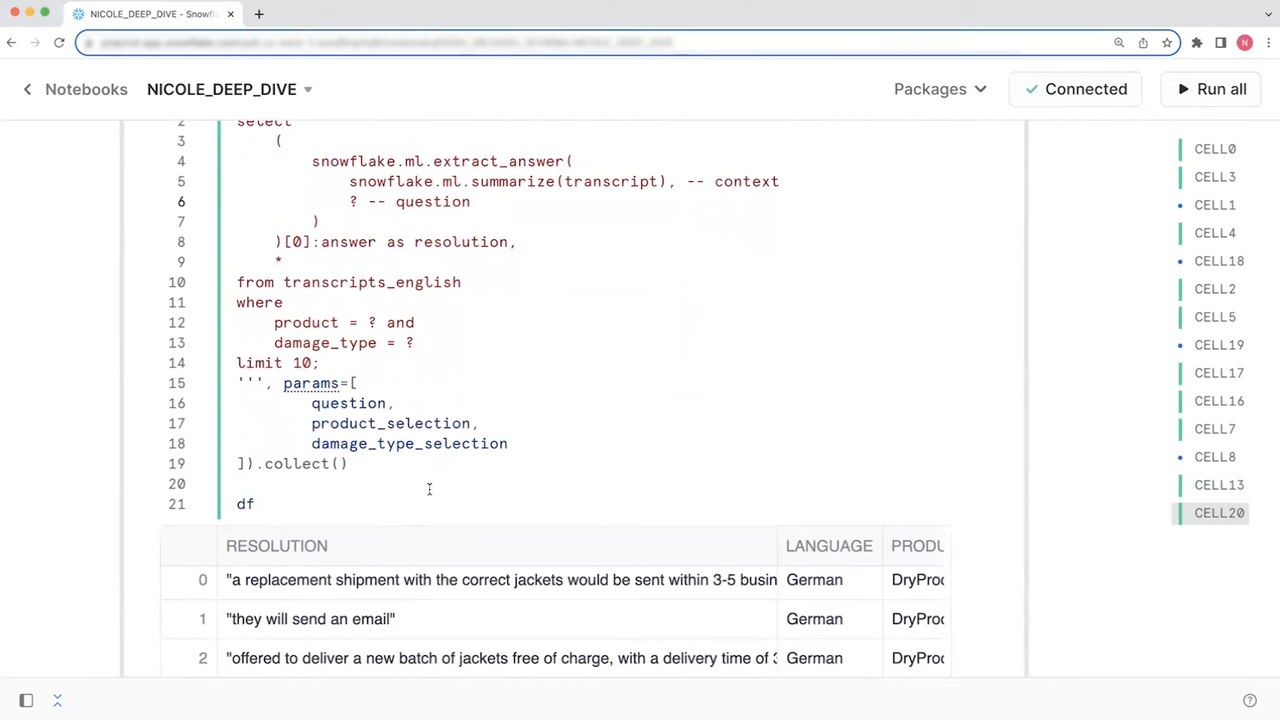 NICOLE_DEEP_DIVE - Snowfl
Notebooks NICOLE_DEEP_DIVE Packages Connected Run all
2 select
3 (
4 snowflake.ml.extract_answer(
5 snowflake.ml.summarize(transcript), -- context
6 ? -- question
7 )
8 )[0]:answer as resolution,
9 *
10 from transcripts_english
11 where
12 product = ? and
13 damage_type = ?
14 limit 10;
15 ''', params=[
16 question,
17 product_selection,
18 damage_type_selection
19 ]).collect()
20
21 df
RESOLUTION LANGUAGE PRODU
0 "a replacement shipment with the correct jackets would be sent within 3-5 busin German DryProc
1 "they will send an email" German DryProc
2 "offered to deliver a new batch of jackets free of charge, with a delivery time of 3 German DryProc
CELL0
CELL3
CELL1
CELL4
CELL18
CELL2
CELL5
CELL19
CELL17
CELL16
CELL7
CELL8
CELL13
CELL20
N